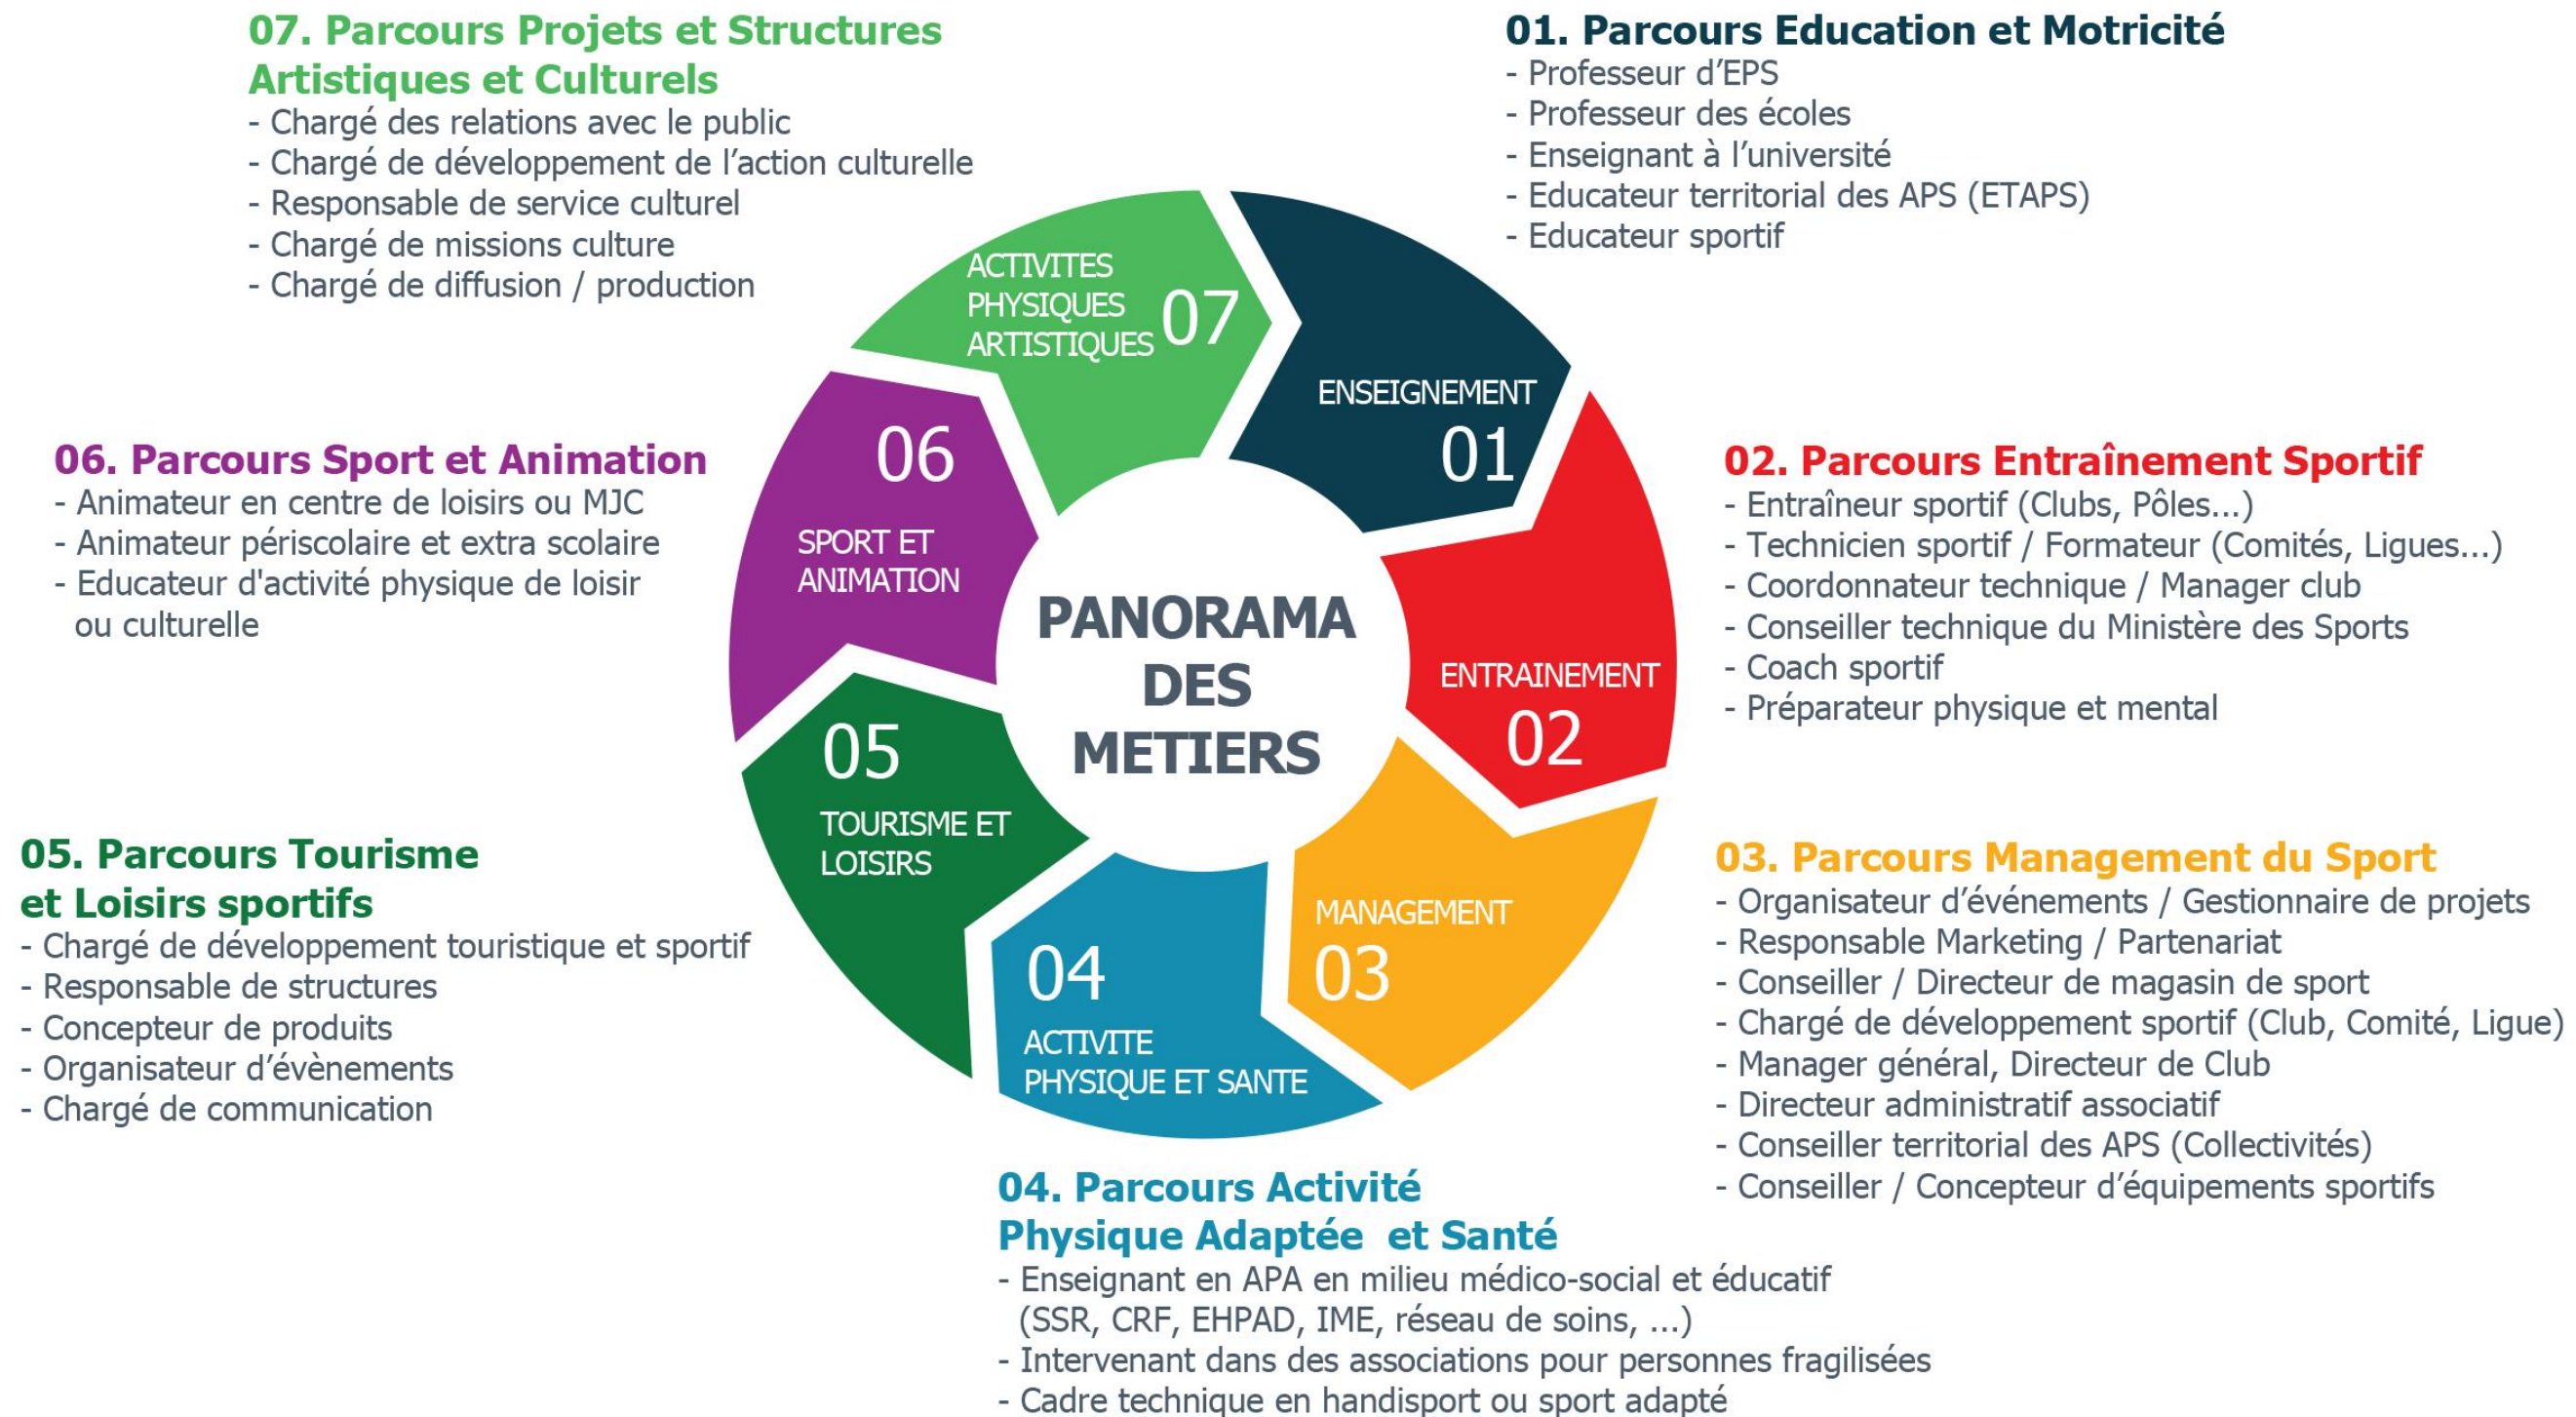 07. Parcours Projets et Structures
Artistiques et Culturels
- Chargé des relations avec le public
- Chargé de développement de l’action culturelle
- Responsable de service culturel
- Chargé de missions culture
- Chargé de diffusion / production
01. Parcours Education et Motricité
- Professeur d’EPS
- Professeur des écoles
- Enseignant à l’université
- Educateur territorial des APS (ETAPS)
- Educateur sportif
ACTIVITES
PHYSIQUES
ARTISTIQUES
07
ENSEIGNEMENT
01
06. Parcours Sport et Animation
- Animateur en centre de loisirs ou MJC
- Animateur périscolaire et extra scolaire
- Educateur d'activité physique de loisir
ou culturelle
06
SPORT ET
ANIMATION
PANORAMA
DES
METIERS
ENTRAINEMENT
02
02. Parcours Entraînement Sportif
- Entraîneur sportif (Clubs, Pôles...)
- Technicien sportif / Formateur (Comités, Ligues...)
- Coordonnateur technique / Manager club
- Conseiller technique du Ministère des Sports
- Coach sportif
- Préparateur physique et mental
05. Parcours Tourisme
et Loisirs sportifs
- Chargé de développement touristique et sportif
- Responsable de structures
- Concepteur de produits
- Organisateur d’évènements
- Chargé de communication
05
TOURISME ET
LOISIRS
04
ACTIVITE
PHYSIQUE ET SANTE
MANAGEMENT
03
03. Parcours Management du Sport
- Organisateur d’événements / Gestionnaire de projets
- Responsable Marketing / Partenariat
- Conseiller / Directeur de magasin de sport
- Chargé de développement sportif (Club, Comité, Ligue)
- Manager général, Directeur de Club
- Directeur administratif associatif
- Conseiller territorial des APS (Collectivités)
- Conseiller / Concepteur d’équipements sportifs
04. Parcours Activité
Physique Adaptée et Santé
- Enseignant en APA en milieu médico-social et éducatif
(SSR, CRF, EHPAD, IME, réseau de soins, ...)
- Intervenant dans des associations pour personnes fragilisées
- Cadre technique en handisport ou sport adapté